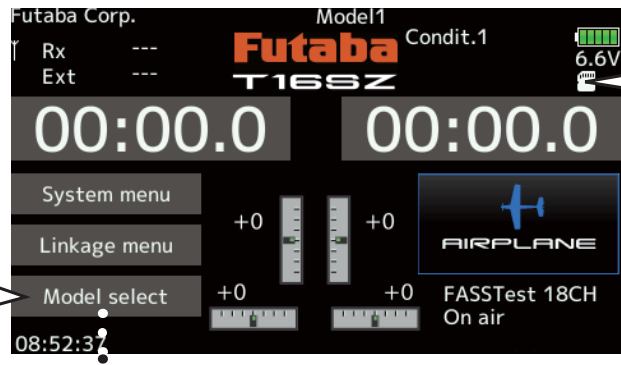 Futaba Corp.
Model1
Condit.1
Rx ---
Ext ---
Futaba
T16SZ
6.6V
00:00.0
00:00.0
System menu
Linkage menu
Model select
+0
+0
+0
+0
AIRPLANE
FASSTest 18CH
On air
08:52:37